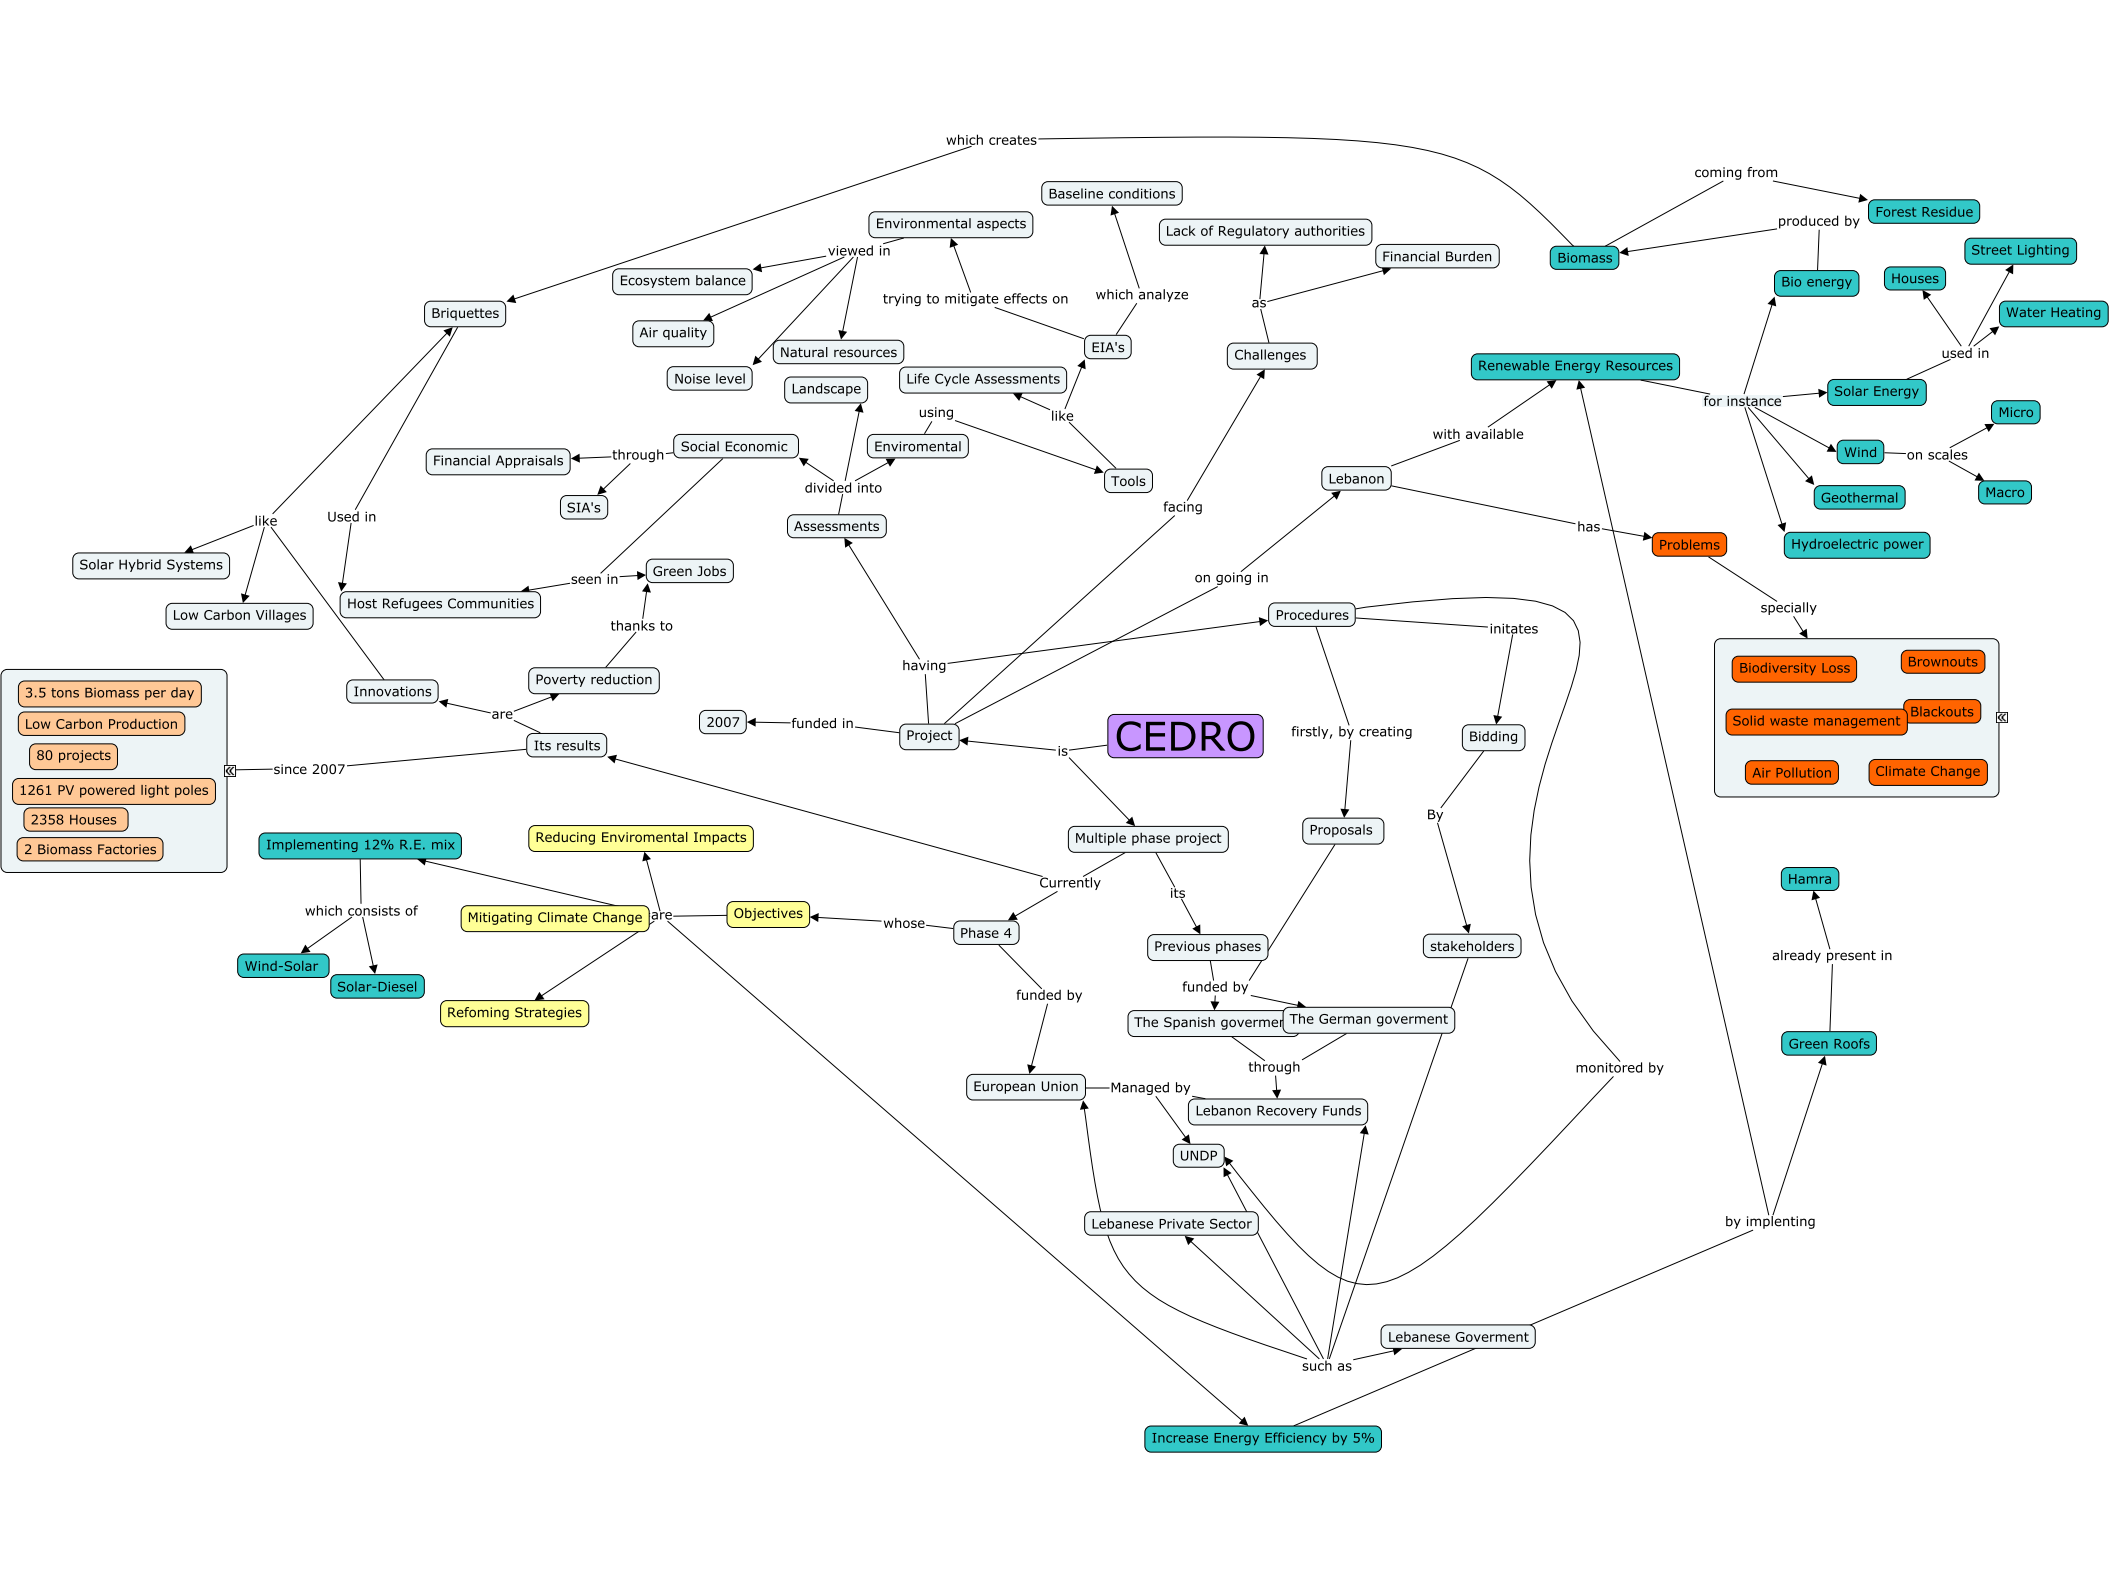 which creates
coming from
Baseline conditions
Forest Residue
Environmental aspects
Lack of Regulatory authorities
produced by
viewed in
Financial Burden
Biomass
Street Lighting
Ecosystem balance
Houses
Bio energy
trying to mitigate effects on
which analyze
as
Briquettes
Water Heating
Air quality
Natural resources
EIA's
Challenges
used in
Renewable Energy Resources
Noise level
Landscape
Life Cycle Assessments
for instance
Solar Energy
using
like
Micro
with available
Financial Appraisals
through
Social Economic
Enviromental
Wind
on scales
divided into
Tools
Lebanon
Macro
Geothermal
SIA's
facing
like
Used in
Assessments
has
Problems
Hydroelectric power
Solar Hybrid Systems
seen in
Green Jobs
on going in
Low Carbon Villages
Host Refugees Communities
thanks to
Procedures
initates
specially
having
Biodiversity Loss
Brownouts
3.5 tons Biomass per day
Innovations
Poverty reduction
Low Carbon Production
are
2007
funded in
Project
CEDRO
firstly, by creating
Bidding
Solid waste management
Blackouts
80 projects
Its results
is
since 2007
Air Pollution
Climate Change
1261 PV powered light poles
2358 Houses
By
2 Biomass Factories
Implementing 12% R.E. mix
Reducing Enviromental Impacts
Multiple phase project
Proposals
Currently
its
Hamra
which consists of
Mitigating Climate Change
are
Objectives
whose
Phase 4
Previous phases
stakeholders
already present in
Wind-Solar
Solar-Diesel
funded by
funded by
Refoming Strategies
The Spanish goverment
The German goverment
Green Roofs
through
monitored by
European Union
Managed by
Lebanon Recovery Funds
UNDP
Lebanese Private Sector
by implenting
Lebanese Goverment
such as
Increase Energy Efficiency by 5%